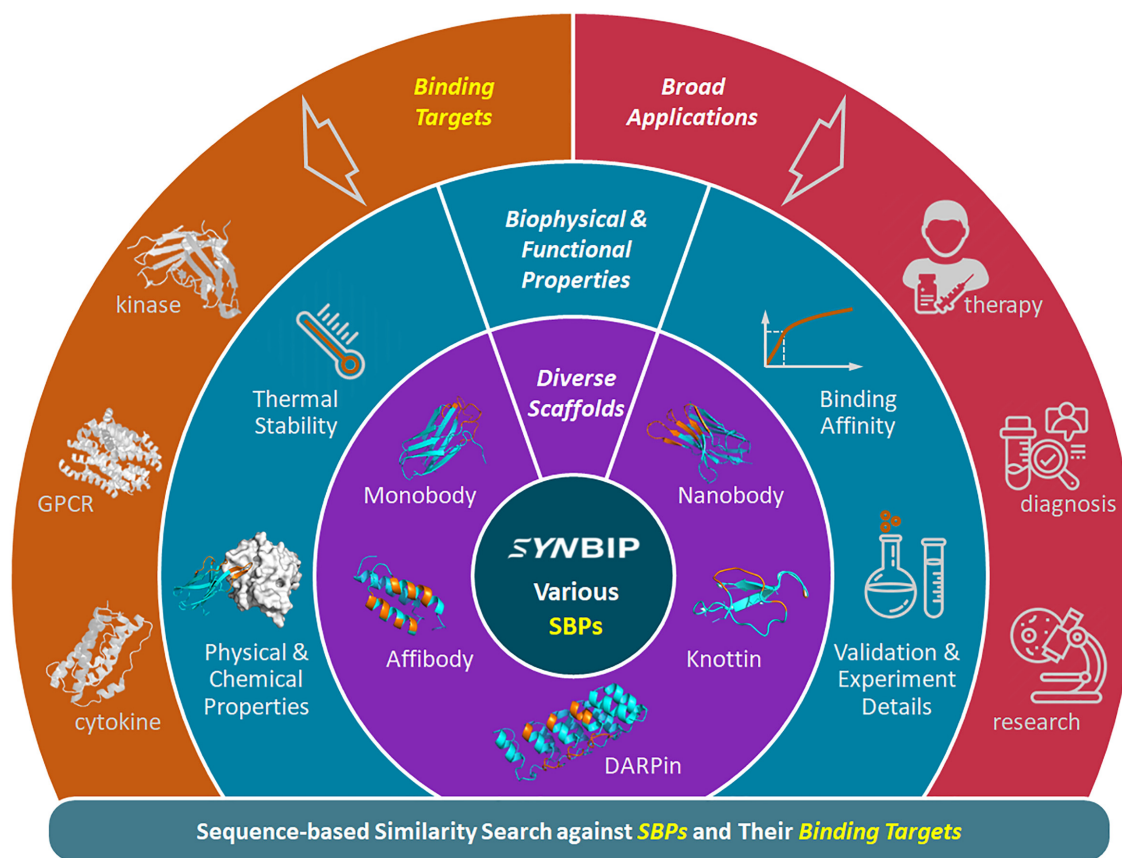 Binding
Targets
Broad
Applications
Biophysical &
Functional
Properties
Diverse
Scaffolds
kinase
GPCR
cytokine
Thermal
Stability
Physical &
Chemical
Properties
Monobody
Affibody
DARPin
Nanobody
Knottin
SYNBIP
Various
SBPs
Binding
Affinity
Validation &
Experiment
Details
therapy
diagnosis
research
Sequence-based Similarity Search against SBPs and Their Binding Targets